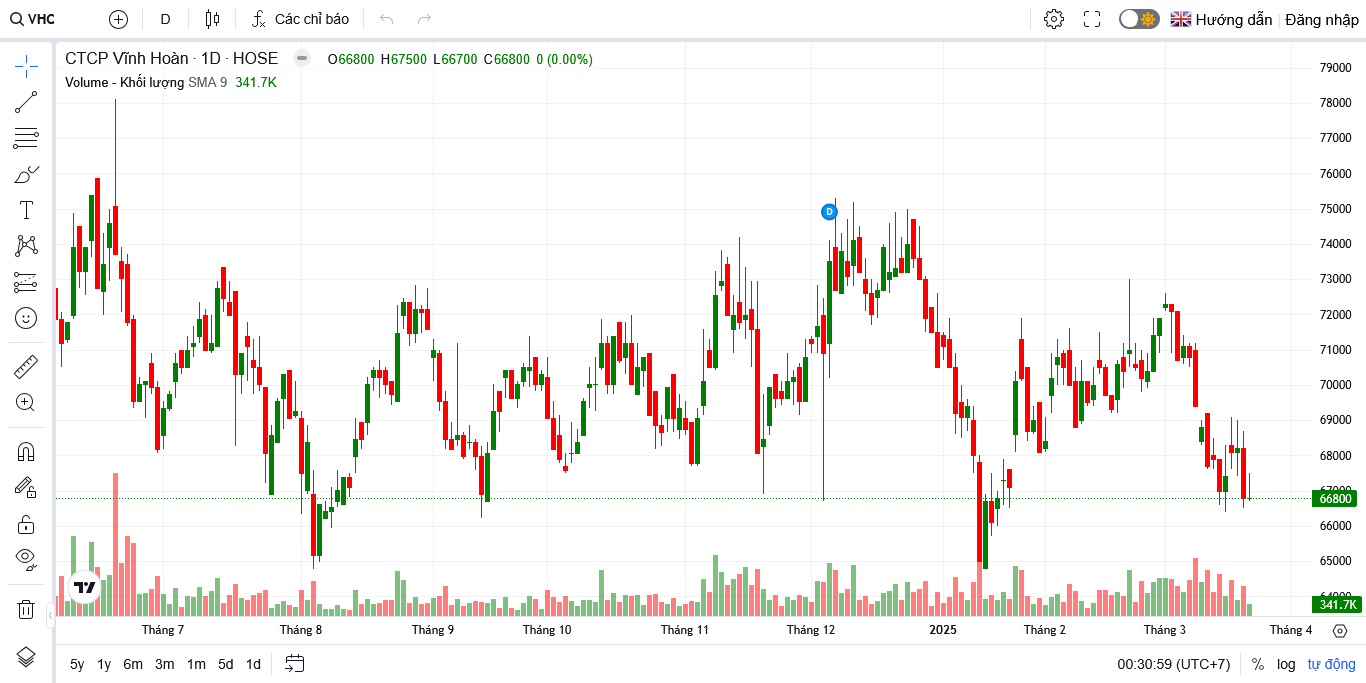 VHC D Các chỉ báo Hướng dẫn Đăng nhập
CTCP Vĩnh Hoàn · 1D · HOSE O66800 H67500 L66700 C66800 0 (0.00%)
Volume - Khối lượng SMA 9 341.7K
79000
78000
77000
76000
75000
D
74000
73000
72000
71000
70000
69000
68000
67000
66800
66000
65000
64000
341.7K
Tháng 7 Tháng 8 Tháng 9 Tháng 10 Tháng 11 Tháng 12 2025 Tháng 2 Tháng 3 Tháng 4
5y 1y 6m 3m 1m 5d 1d 00:30:59 (UTC+7) % log tự động